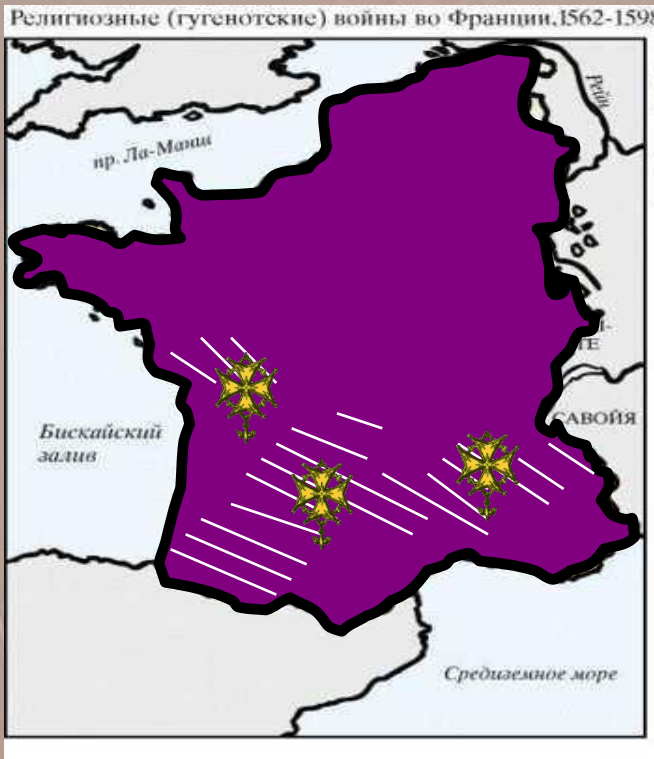 Религиозные (гугенотские) войны во Франции.1562-1598
Рейн
пр. Ла-Манш
САВОЙЯ
Бискайский
залив
Средиземное море